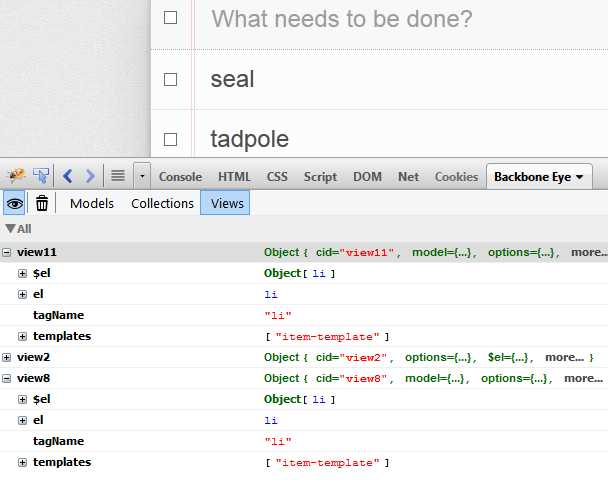 What needs to be done?
seal
tadpole
Console HTML CSS Script DOM Net Cookies Backbone Eye
Models Collections Views
All
view11 Object { cid="view11", model={...}, options={...}, more...
$el Object[ li ]
el li
tagName "li"
templates [ "item-template" ]
view2 Object { cid="view2", options={...}, $el={...}, more... }
view8 Object { cid="view8", model={...}, options={...}, more...
$el Object[ li ]
el li
tagName "li"
templates [ "item-template" ]